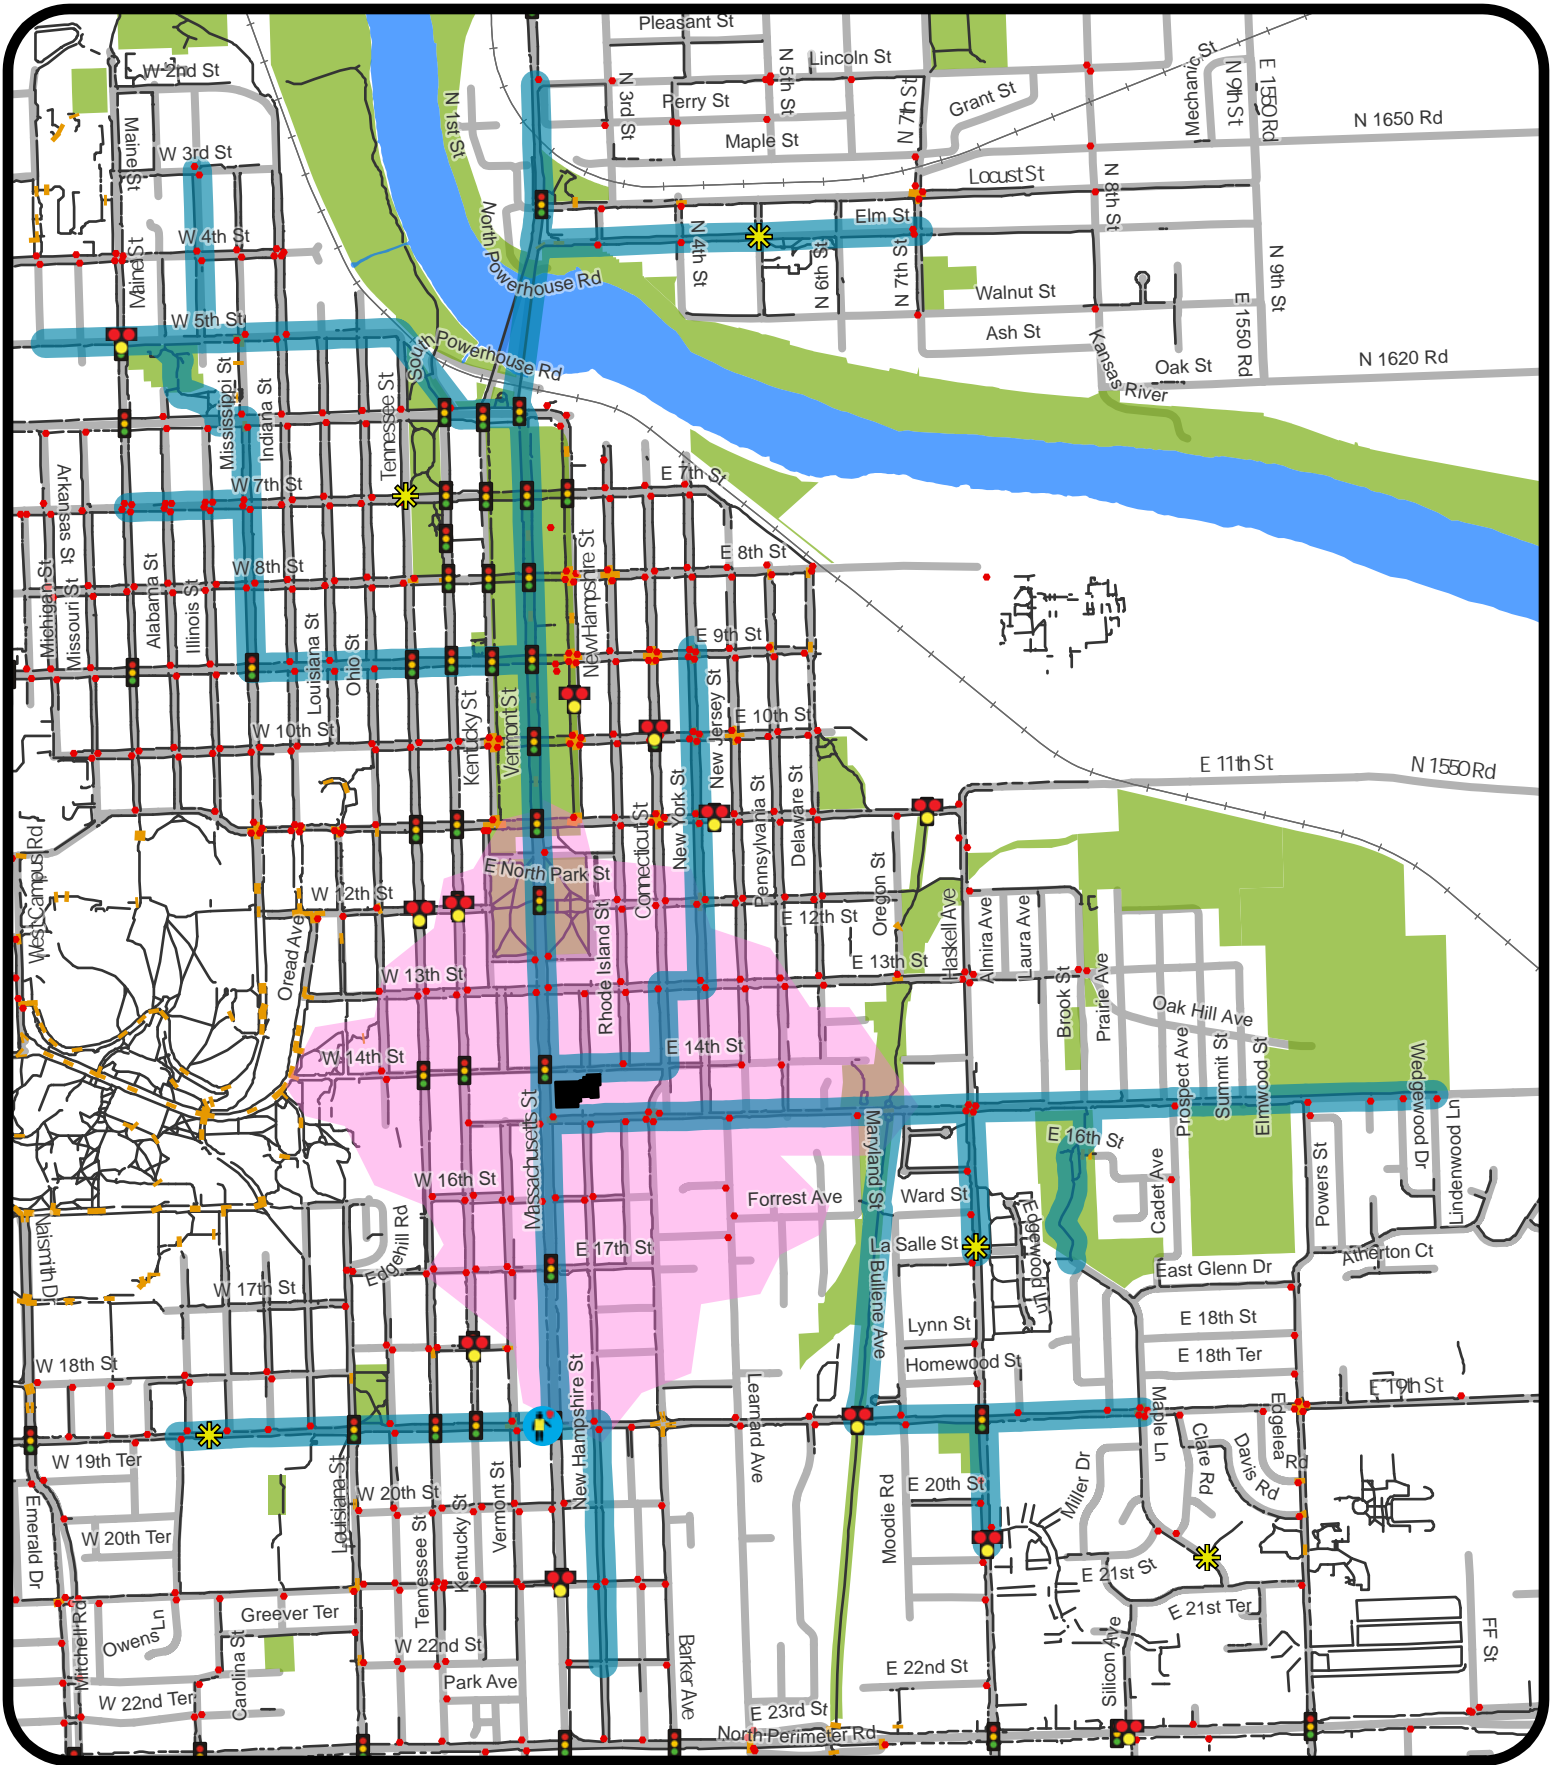 Pleasant St
Lincoln St
W 2nd St
N 3rd St
N 5th St
Mechanic St
N 9th St
E 1550 Rd
Perry St
Grant St
N 7th St
N 1st St
N 1650 Rd
Maine St
W 3rd St
Maple St
Locust St
N 8th St
North Powerhouse Rd
Elm St
W 4th St
Maine St
N 4th St
N 6th St
N 7th St
N 9th St
Walnut St
E 1550 Rd
W 5th St
Ash St
South Powerhouse Rd
Oak St
N 1620 Rd
Kansas River
Mississippi St
Indiana St
Tennessee St
Arkansas St
W 7th St
E 7th St
Michigan St
Missouri St
Alabama St
Illinois St
W 8th St
New Hampshire St
E 8th St
Louisiana St
Ohio St
E 9th St
Kentucky St
Vermont St
New Jersey St
W 10th St
E 10th St
E 11th St
N 1550 Rd
West Campus Rd
Connecticut St
New York St
Pennsylvania St
Delaware St
E North Park St
W 12th St
E 12th St
Oregon St
Haskell Ave
Almira Ave
Laura Ave
Oread Ave
Rhode Island St
W 13th St
E 13th St
Brook St
Prairie Ave
Oak Hill Ave
W 14th St
E 14th St
Prospect Ave
Summit St
Elmwood St
Wedgewood Dr
Lindenwood Ln
Massachusetts St
Maryland St
E 16th St
W 16th St
Forrest Ave
Ward St
Cadet Ave
Powers St
Naismith Dr
Edgehill Rd
E 17th St
La Salle St
Edgewood Ln
Atherton Ct
W 17th St
Bullene Ave
East Glenn Dr
Lynn St
E 18th St
W 18th St
New Hampshire St
Homewood St
E 18th Ter
E 19th St
Learnard Ave
Maple Ln
Edgelea Rd
W 19th Ter
Louisiana St
W 20th St
Kentucky St
Vermont St
Tennessee St
E 20th St
Miller Dr
Clare Rd
Davis Rd
Emerald Dr
W 20th Ter
Moodie Rd
E 21st St
Greever Ter
E 21st Ter
Mitchell Rd
Owens Ln
Carolina St
W 22nd St
Park Ave
Barker Ave
E 22nd St
Silicon Ave
FF St
W 22nd Ter
E 23rd St
North Perimeter Rd